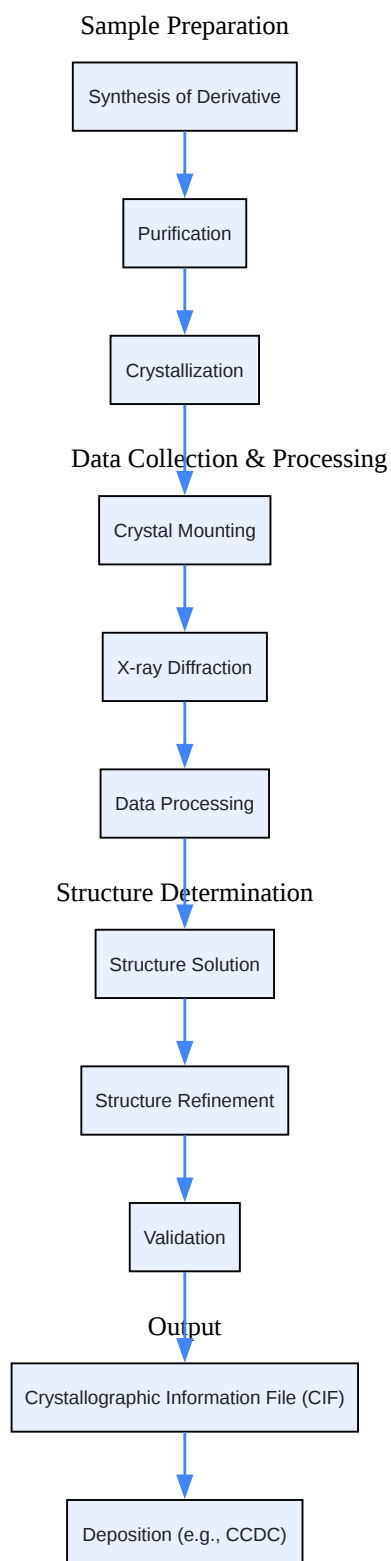 Sample Preparation
Synthesis of Derivative
Purification
Crystallization
Data Collection & Processing
Crystal Mounting
X-ray Diffraction
Data Processing
Structure Determination
Structure Solution
Structure Refinement
Validation
Output
Crystallographic Information File (CIF)
Deposition (e.g., CCDC)